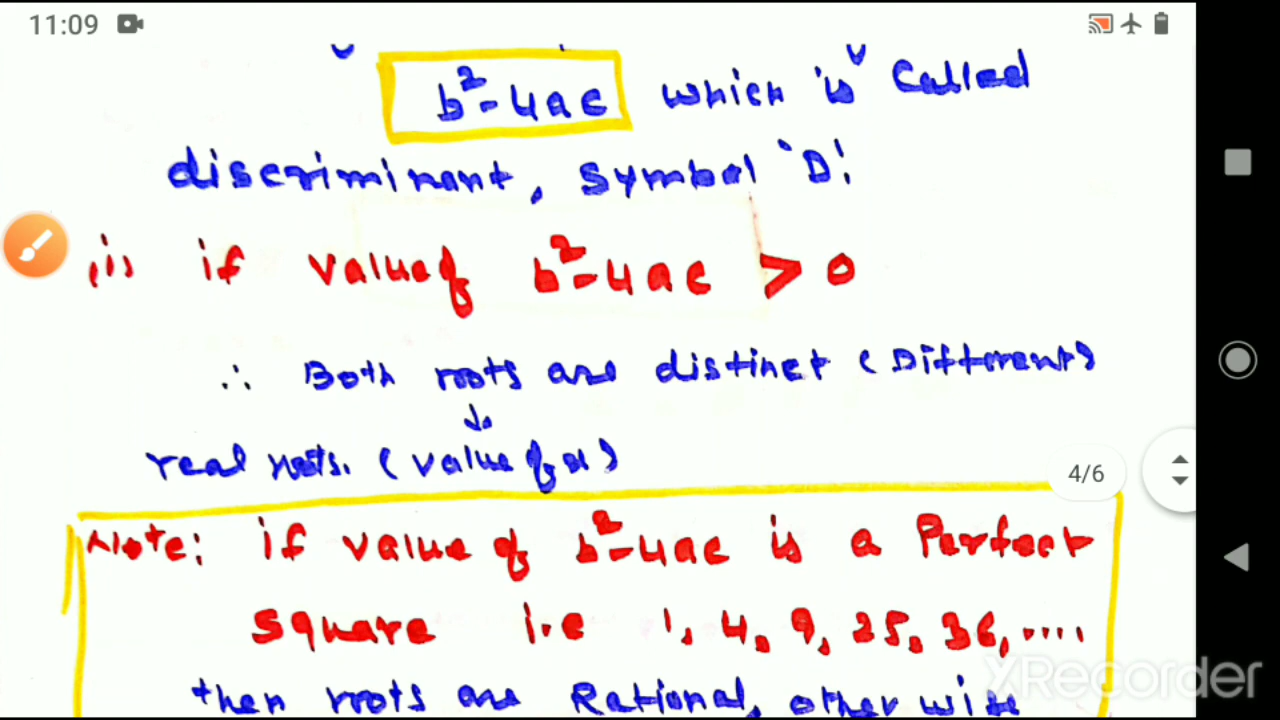 11:09
b²-4ac which is called
discriminant, symbol 'D'
if value of b²-4ac > 0
∴ Both roots are distinct (Different)
real roots. (value of x)
4/6
Note: if value of b²-4ac is a Perfect
square i.e 1, 4, 9, 25, 36, ....
XRecorder
then roots are Rational, other wise